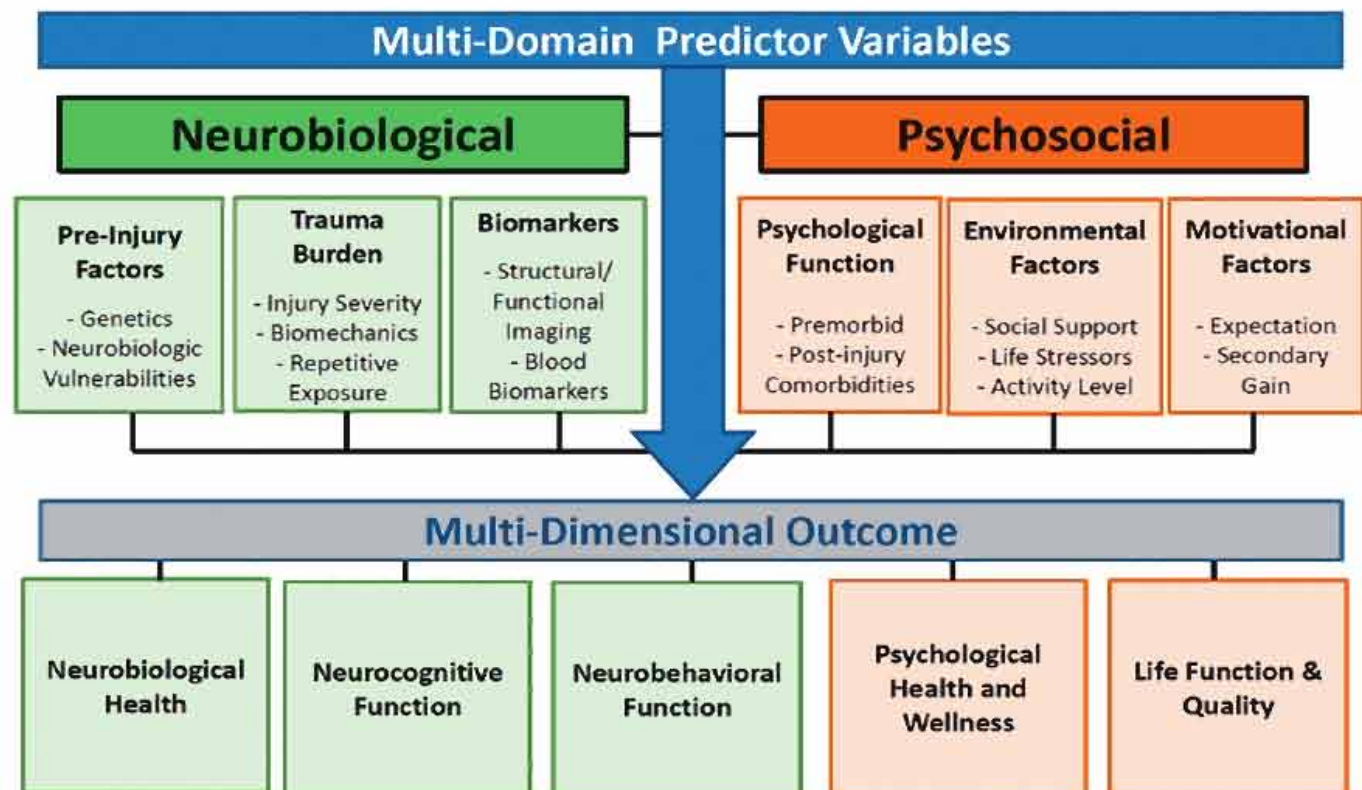 Multi-Domain Predictor Variables
Neurobiological
Psychosocial
Pre-Injury
Factors
- Genetics
- Neurobiologic
Vulnerabilities
Trauma
Burden
- Injury Severity
- Biomechanics
- Repetitive
Exposure
Biomarkers
- Structural/
Functional
Imaging
- Blood
Biomarkers
Psychological
Function
- Premorbid
- Post-injury
Comorbidities
Environmental
Factors
- Social Support
- Life Stressors
- Activity Level
Motivational
Factors
- Expectation
- Secondary
Gain
Multi-Dimensional Outcome
Neurobiological
Health
Neurocognitive
Function
Neurobehavioral
Function
Psychological
Health and
Wellness
Life Function &
Quality